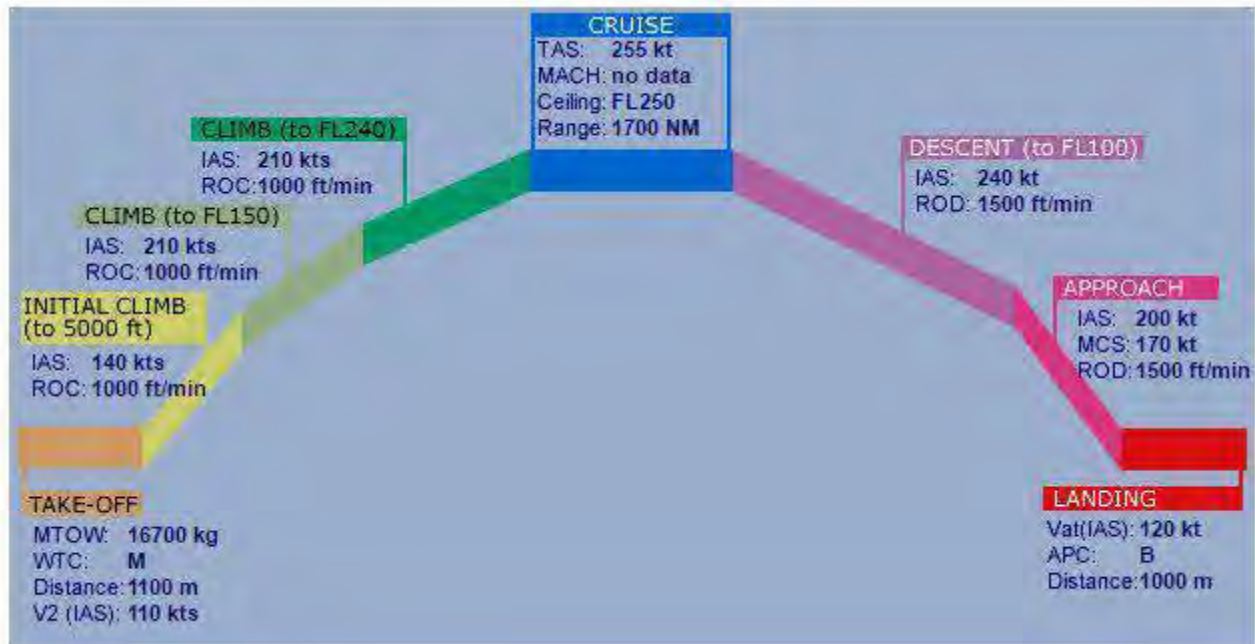 CRUISE
TAS: 255 kt
MACH: no data
Ceiling: FL250
Range: 1700 NM
CLIMB (to FL240)
IAS: 210 kts
ROC: 1000 ft/min
CLIMB (to FL150)
IAS: 210 kts
ROC: 1000 ft/min
INITIAL CLIMB
(to 5000 ft)
IAS: 140 kts
ROC: 1000 ft/min
TAKE-OFF
MTOW: 16700 kg
WTC: M
Distance: 1100 m
V2 (IAS): 110 kts
DESCENT (to FL100)
IAS: 240 kt
ROD: 1500 ft/min
APPROACH
IAS: 200 kt
MCS: 170 kt
ROD: 1500 ft/min
LANDING
Vat(IAS): 120 kt
APC: B
Distance: 1000 m